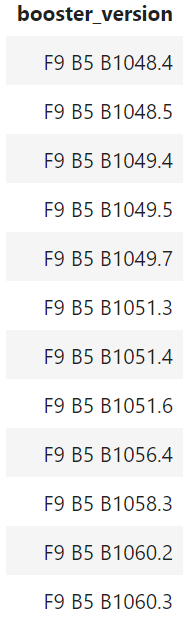 booster_version
F9 B5 B1048.4
F9 B5 B1048.5
F9 B5 B1049.4
F9 B5 B1049.5
F9 B5 B1049.7
F9 B5 B1051.3
F9 B5 B1051.4
F9 B5 B1051.6
F9 B5 B1056.4
F9 B5 B1058.3
F9 B5 B1060.2
F9 B5 B1060.3